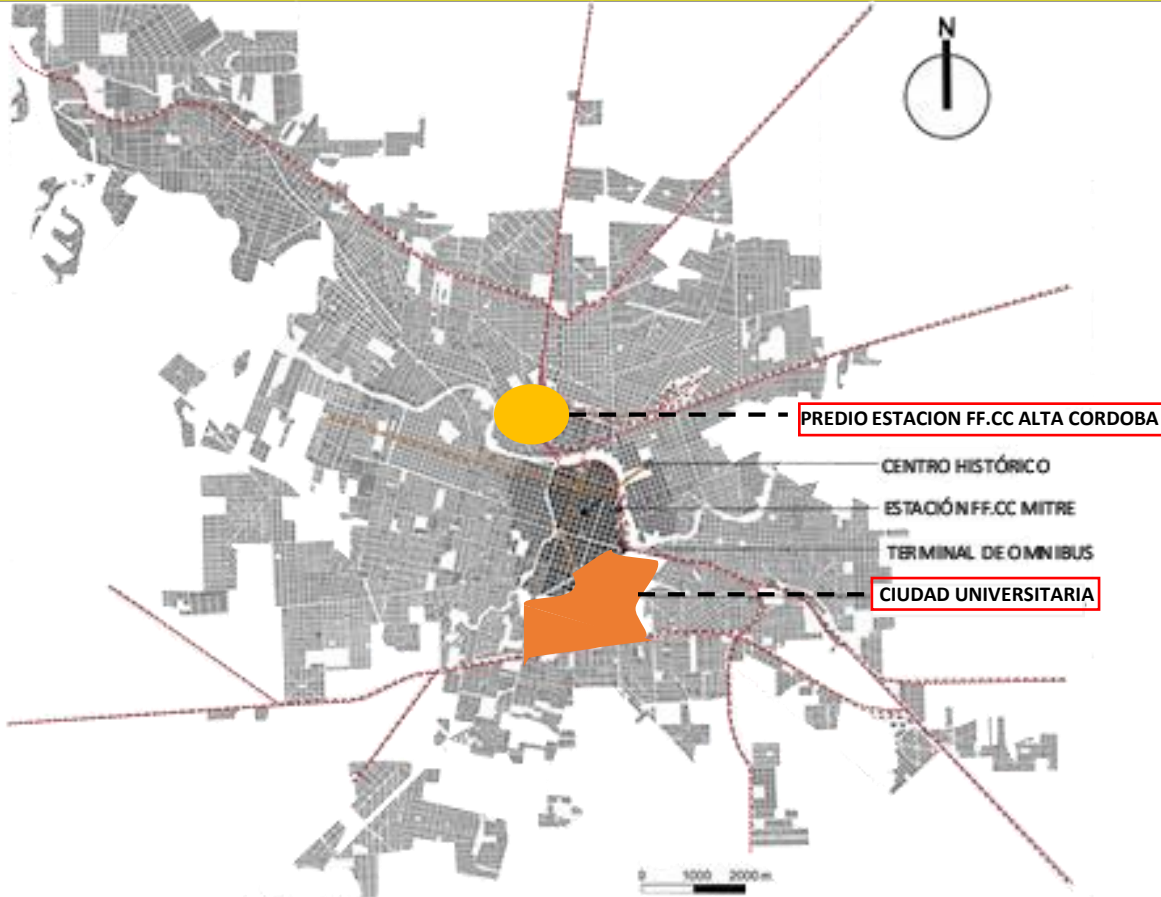 N
PREDIO ESTACION FF.CC ALTA CORDOBA
CENTRO HISTÓRICO
ESTACIÓN FF.CC MITRE
TERMINAL DE OMNIBUS
CIUDAD UNIVERSITARIA
0 1000 2000 m.